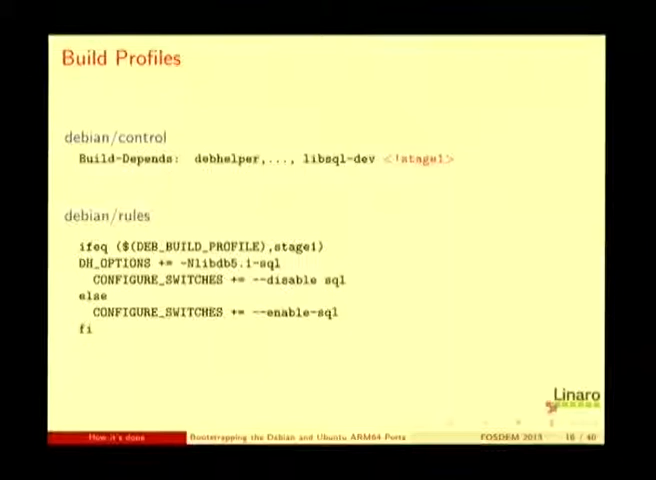 Build Profiles
debian/control
Build-Depends: debhelper,..., libsql-dev <!stage1>
debian/rules
ifeq ($(DEB_BUILD_PROFILE),stage1)
DH_OPTIONS += -Nlibdb5.1-sql
CONFIGURE_SWITCHES += --disable sql
else
CONFIGURE_SWITCHES += --enable-sql
fi
Linaro
How it's done
Bootstrapping the Debian and Ubuntu ARM64 Ports
FOSDEM 2013
16 / 40